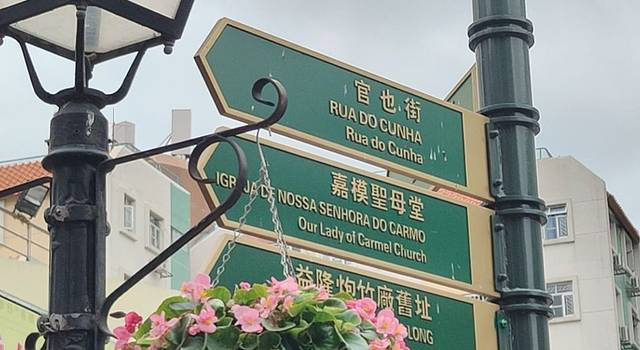 官也街
RUA DO CUNHA
Rua do Cunha
嘉模聖母堂
IGREJA DE NOSSA SENHORA DO CARMO
Our Lady of Carmel Church
益隆炮竹廠舊址
LONG